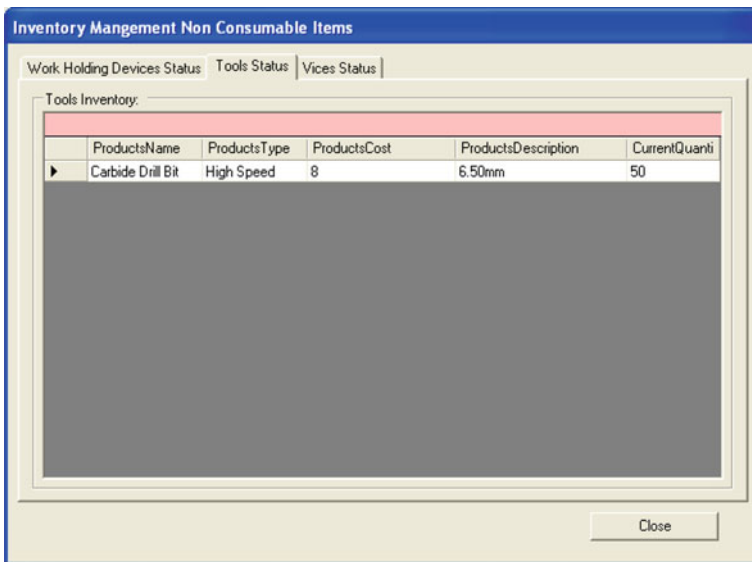 Inventory Mangement Non Consumable Items
Work Holding Devices Status Tools Status Vices Status
Tools Inventory:
ProductsName ProductsType ProductsCost ProductsDescription CurrentQuanti
Carbide Drill Bit High Speed 8 6.50mm 50
Close